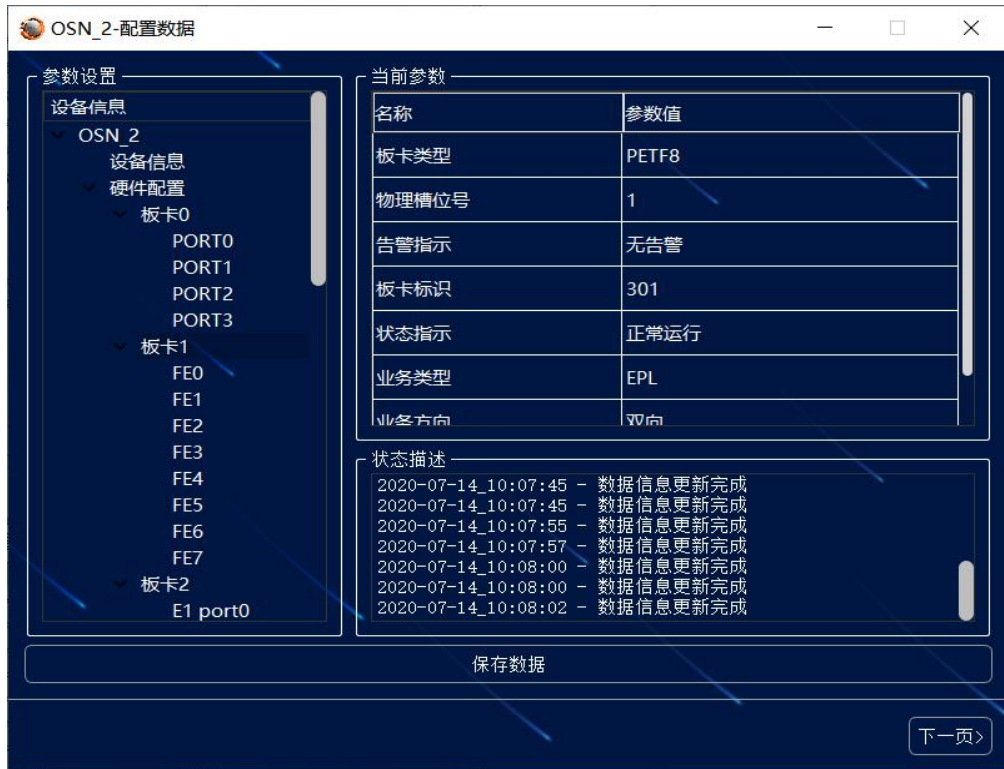 OSN_2-配置数据
参数设置
设备信息
OSN_2
设备信息
硬件配置
板卡0
PORT0
PORT1
PORT2
PORT3
板卡1
FE0
FE1
FE2
FE3
FE4
FE5
FE6
FE7
板卡2
E1 port0
当前参数
名称 参数值
板卡类型 PETF8
物理槽位号 1
告警指示 无告警
板卡标识 301
状态指示 正常运行
业务类型 EPL
业务方向 双向
状态描述
2020-07-14_10:07:45 - 数据信息更新完成
2020-07-14_10:07:45 - 数据信息更新完成
2020-07-14_10:07:55 - 数据信息更新完成
2020-07-14_10:07:57 - 数据信息更新完成
2020-07-14_10:08:00 - 数据信息更新完成
2020-07-14_10:08:00 - 数据信息更新完成
2020-07-14_10:08:02 - 数据信息更新完成
保存数据
下一页>